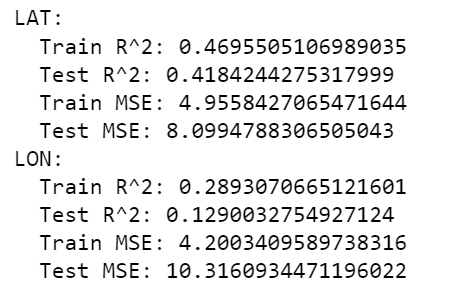 LAT:
Train R^2: 0.4695505106989035
Test R^2: 0.4184244275317999
Train MSE: 4.9558427065471644
Test MSE: 8.0994788306505043
LON:
Train R^2: 0.2893070665121601
Test R^2: 0.1290032754927124
Train MSE: 4.2003409589738316
Test MSE: 10.3160934471196022